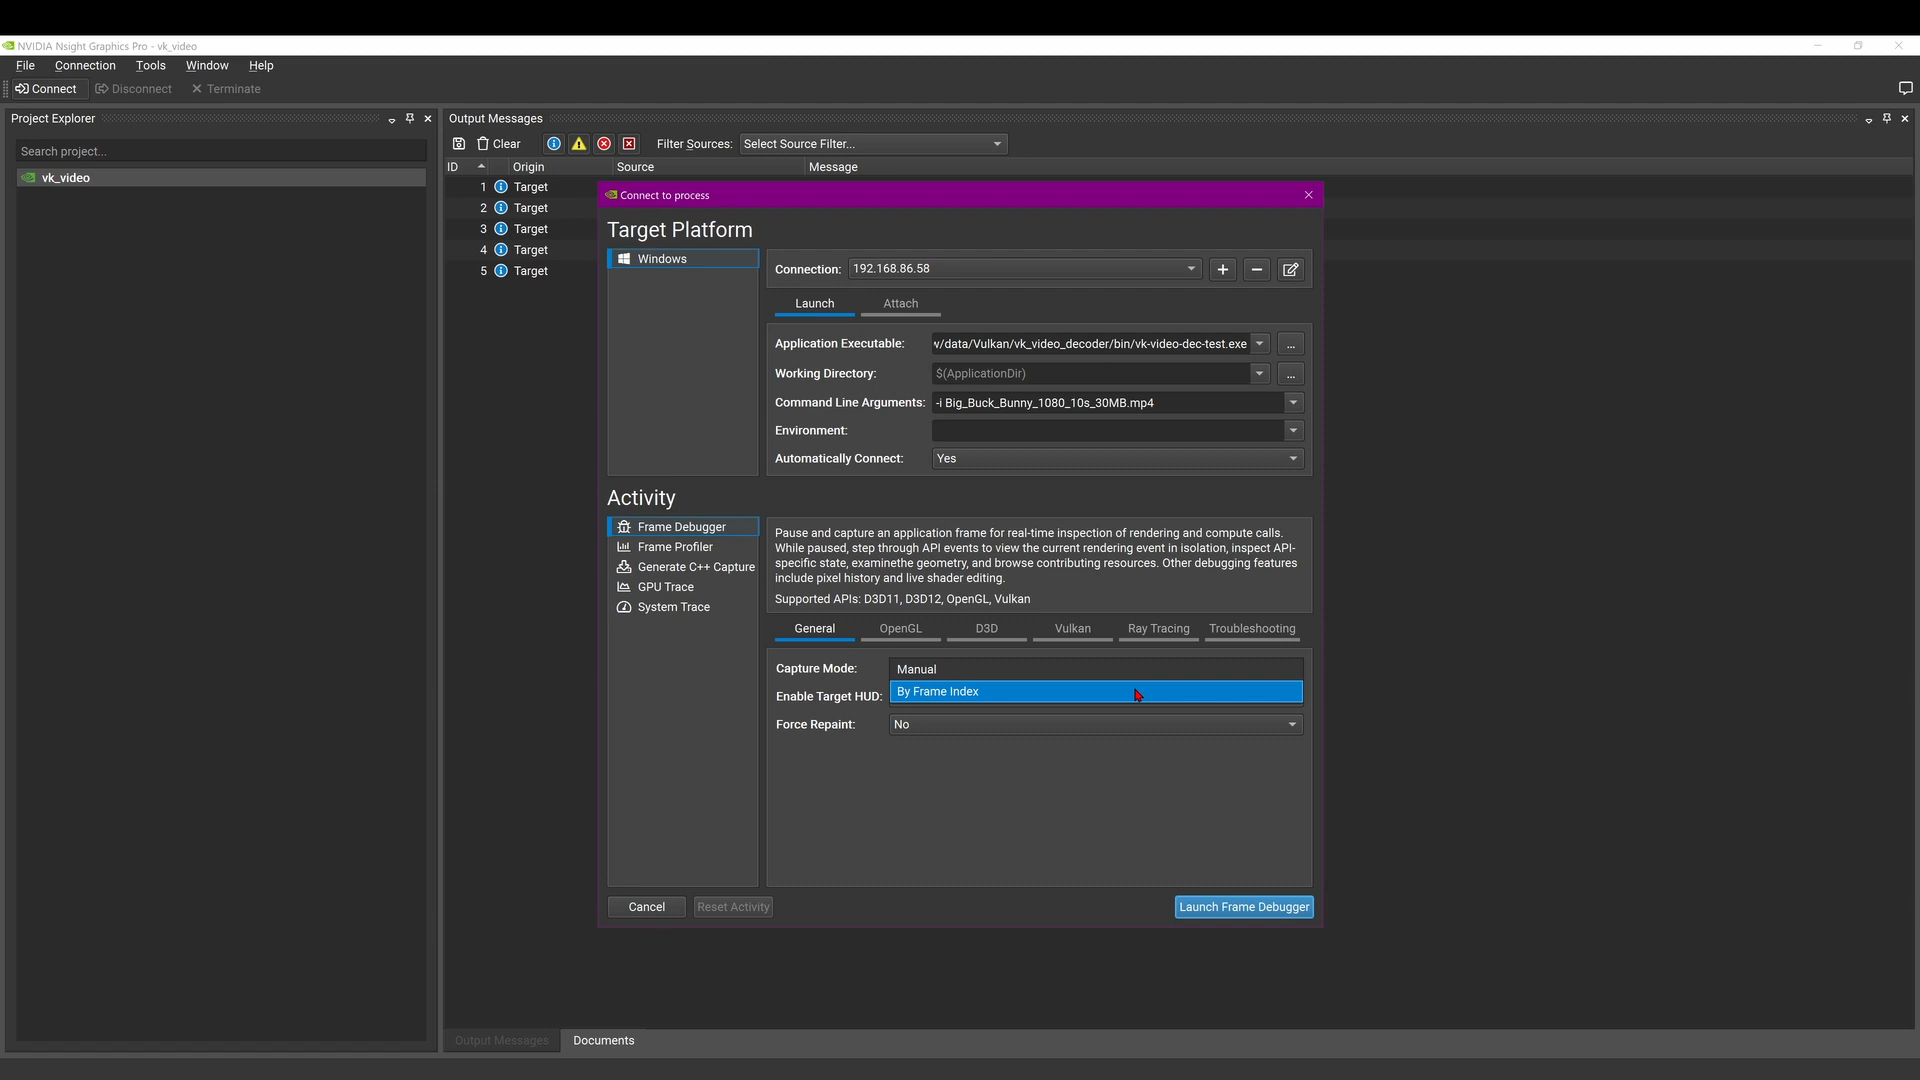 NVIDIA Nsight Graphics Pro - vk_video
File Connection Tools Window Help
Connect Disconnect Terminate
Project Explorer
Search project...
vk_video
Output Messages
Clear Filter Sources: Select Source Filter...
ID Origin Source Message
1 Target
2 Target
3 Target
4 Target
5 Target
Connect to process
Target Platform
Windows
Connection: 192.168.86.58
Launch Attach
Application Executable: v/data/Vulkan/vk_video_decoder/bin/vk-video-dec-test.exe ...
Working Directory: $(ApplicationDir) ...
Command Line Arguments: -i Big_Buck_Bunny_1080_10s_30MB.mp4
Environment:
Automatically Connect: Yes
Activity
Frame Debugger
Frame Profiler
Generate C++ Capture
GPU Trace
System Trace
Pause and capture an application frame for real-time inspection of rendering and compute calls.
While paused, step through API events to view the current rendering event in isolation, inspect API-
specific state, examinethe geometry, and browse contributing resources. Other debugging features
include pixel history and live shader editing.
Supported APIs: D3D11, D3D12, OpenGL, Vulkan
General OpenGL D3D Vulkan Ray Tracing Troubleshooting
Capture Mode: Manual
Enable Target HUD: By Frame Index
Force Repaint: No
Cancel Reset Activity Launch Frame Debugger
Output Messages Documents